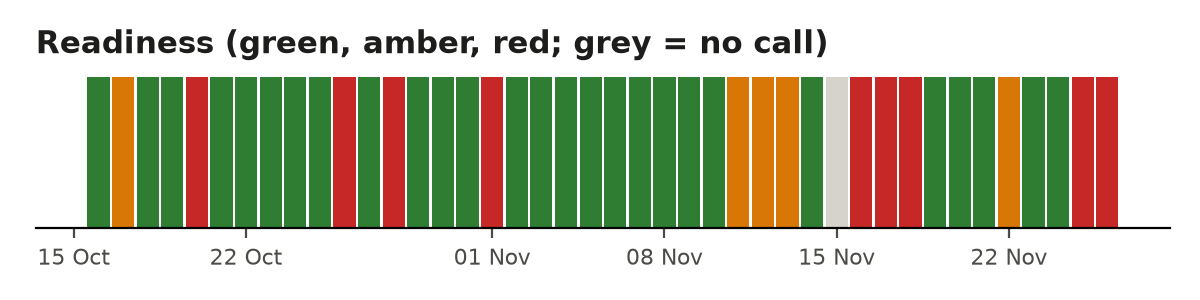 Readiness (green, amber, red; grey = no call)
15 Oct 22 Oct 01 Nov 08 Nov 15 Nov 22 Nov